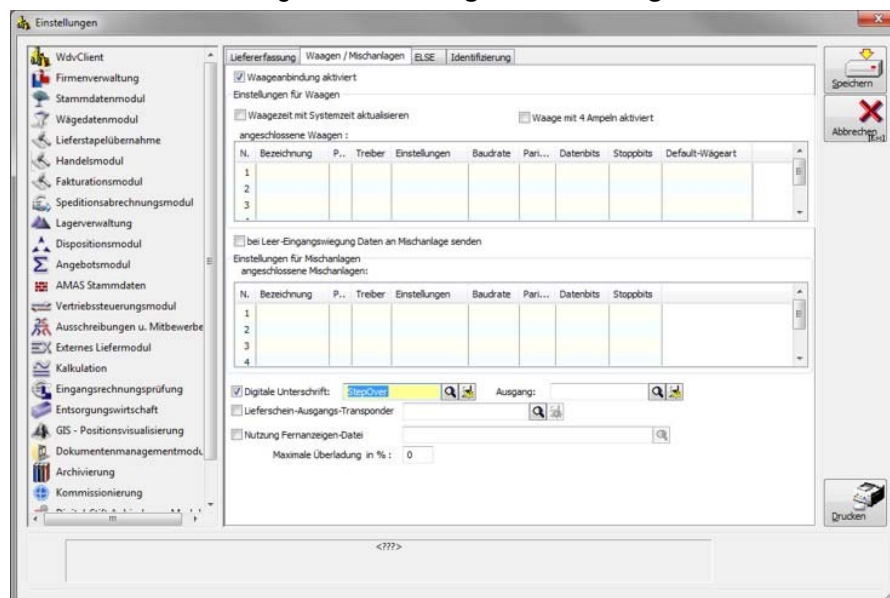 Einstellungen
WdvClient
Firmenverwaltung
Stammdatenmodul
Wägedatenmodul
Lieferstapelübernahme
Handelsmodul
Fakturationsmodul
Speditionsabrechnungsmodul
Lagerverwaltung
Dispositionsmodul
Angebotsmodul
AMAS Stammdaten
Vertriebssteuerungsmodul
Ausschreibungen u. Mitbewerbe
Externes Liefermodul
Kalkulation
Eingangsrechnungsprüfung
Entsorgungswirtschaft
GIS - Positionsvisualisierung
Dokumentenmanagementmodu
Archivierung
Kommissionierung
Liefererfassung Waagen / Mischanlagen ELSE Identifizierung
Waageanbindung aktiviert
Einstellungen für Waagen
Waagezeit mit Systemzeit aktualisieren Waage mit 4 Ampeln aktiviert
angeschlossene Waagen :
N. Bezeichnung P.. Treiber Einstellungen Baudrate Pari... Datenbits Stoppbits Default-Wägeart
1
2
3
bei Leer-Eingangswiegung Daten an Mischanlage senden
Einstellungen für Mischanlagen
angeschlossene Mischanlagen:
N. Bezeichnung P.. Treiber Einstellungen Baudrate Pari... Datenbits Stoppbits
1
2
3
4
Digitale Unterschrift: StepOver Ausgang:
Lieferschein-Ausgangs-Transponder
Nutzung Fernanzeigen-Datei
Maximale Überladung in % : 0
Speichern
Abbrechen
[Esc]
Drucken
<???>